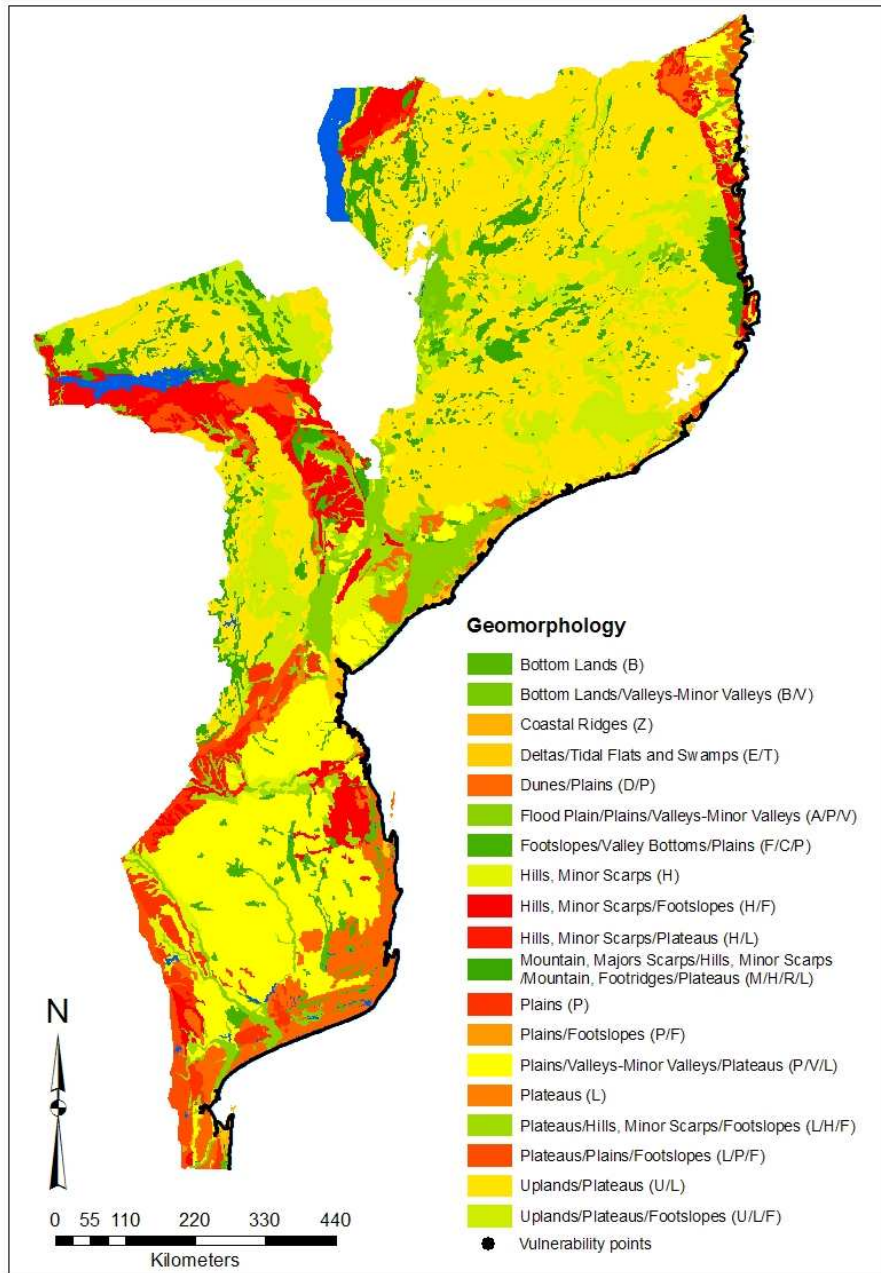 Geomorphology
Bottom Lands (B)
Bottom Lands/Valleys-Minor Valleys (B/V)
Coastal Ridges (Z)
Deltas/Tidal Flats and Swamps (E/T)
Dunes/Plains (D/P)
Flood Plain/Plains/Valleys-Minor Valleys (A/P/V)
Footslopes/Valley Bottoms/Plains (F/C/P)
Hills, Minor Scarps (H)
Hills, Minor Scarps/Footslopes (H/F)
Hills, Minor Scarps/Plateaus (H/L)
Mountain, Majors Scarps/Hills, Minor Scarps
/Mountain, Footridges/Plateaus (M/H/R/L)
Plains (P)
Plains/Footslopes (P/F)
Plains/Valleys-Minor Valleys/Plateaus (P/V/L)
Plateaus (L)
Plateaus/Hills, Minor Scarps/Footslopes (L/H/F)
Plateaus/Plains/Footslopes (L/P/F)
Uplands/Plateaus (U/L)
Uplands/Plateaus/Footslopes (U/L/F)
Vulnerability points
N
0 55 110 220 330 440
Kilometers